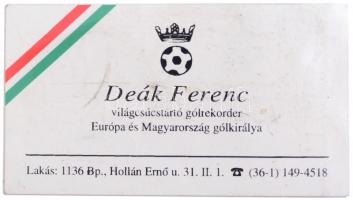 Deák Ferenc
világcsúcstartó gólrekorder
Európa és Magyarország gólkirálya
Lakás: 1136 Bp., Hollán Ernő u. 31. II. 1. ☎ (36-1) 149-4518